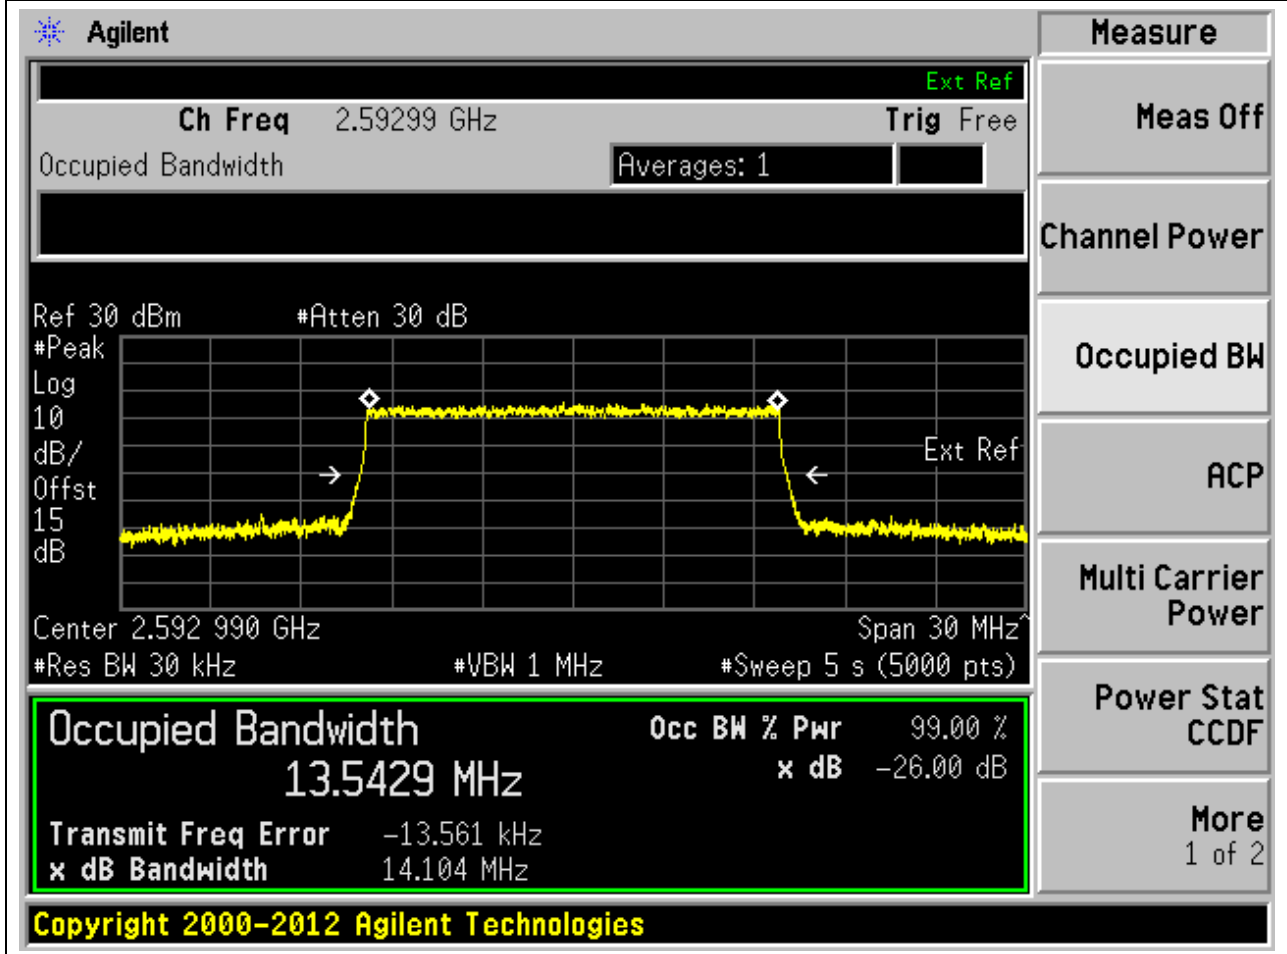 Agilent
Measure
Ext Ref
Ch Freq 2.59299 GHz Trig Free
Meas Off
Occupied Bandwidth Averages: 1
Channel Power
Ref 30 dBm #Atten 30 dB
#Peak
Log
10
dB/
Offst
15
dB
Ext Ref
Occupied BW
ACP
Center 2.592 990 GHz Span 30 MHz^
#Res BW 30 kHz #VBW 1 MHz #Sweep 5 s (5000 pts)
Multi Carrier
Power
Occupied Bandwidth Occ BW % Pwr 99.00 %
13.5429 MHz x dB -26.00 dB
Transmit Freq Error -13.561 kHz
x dB Bandwidth 14.104 MHz
Power Stat
CCDF
More
1 of 2
Copyright 2000-2012 Agilent Technologies